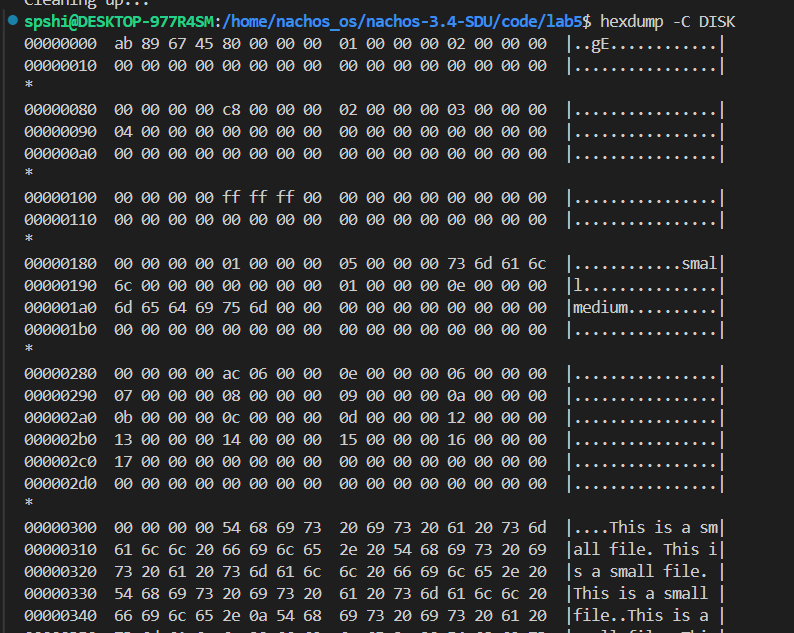 Cleaning up...
spshi@DESKTOP-977R4SM:/home/nachos_os/nachos-3.4-SDU/code/lab5$ hexdump -C DISK
00000000  ab 89 67 45 80 00 00 00  01 00 00 00 02 00 00 00  |..gE............|
00000010  00 00 00 00 00 00 00 00  00 00 00 00 00 00 00 00  |................|
*
00000080  00 00 00 00 c8 00 00 00  02 00 00 00 03 00 00 00  |................|
00000090  04 00 00 00 00 00 00 00  00 00 00 00 00 00 00 00  |................|
000000a0  00 00 00 00 00 00 00 00  00 00 00 00 00 00 00 00  |................|
*
00000100  00 00 00 00 ff ff ff 00  00 00 00 00 00 00 00 00  |................|
00000110  00 00 00 00 00 00 00 00  00 00 00 00 00 00 00 00  |................|
*
00000180  00 00 00 00 01 00 00 00  05 00 00 00 73 6d 61 6c  |............smal|
00000190  6c 00 00 00 00 00 00 00  01 00 00 00 0e 00 00 00  |l...............|
000001a0  6d 65 64 69 75 6d 00 00  00 00 00 00 00 00 00 00  |medium..........|
000001b0  00 00 00 00 00 00 00 00  00 00 00 00 00 00 00 00  |................|
*
00000280  00 00 00 00 ac 06 00 00  0e 00 00 00 06 00 00 00  |................|
00000290  07 00 00 00 08 00 00 00  09 00 00 00 0a 00 00 00  |................|
000002a0  0b 00 00 00 0c 00 00 00  0d 00 00 00 12 00 00 00  |................|
000002b0  13 00 00 00 14 00 00 00  15 00 00 00 16 00 00 00  |................|
000002c0  17 00 00 00 00 00 00 00  00 00 00 00 00 00 00 00  |................|
000002d0  00 00 00 00 00 00 00 00  00 00 00 00 00 00 00 00  |................|
*
00000300  00 00 00 00 54 68 69 73  20 69 73 20 61 20 73 6d  |....This is a sm|
00000310  61 6c 6c 20 66 69 6c 65  2e 20 54 68 69 73 20 69  |all file. This i|
00000320  73 20 61 20 73 6d 61 6c  6c 20 66 69 6c 65 2e 20  |s a small file. |
00000330  54 68 69 73 20 69 73 20  61 20 73 6d 61 6c 6c 20  |This is a small |
00000340  66 69 6c 65 2e 0a 54 68  69 73 20 69 73 20 61 20  |file..This is a |